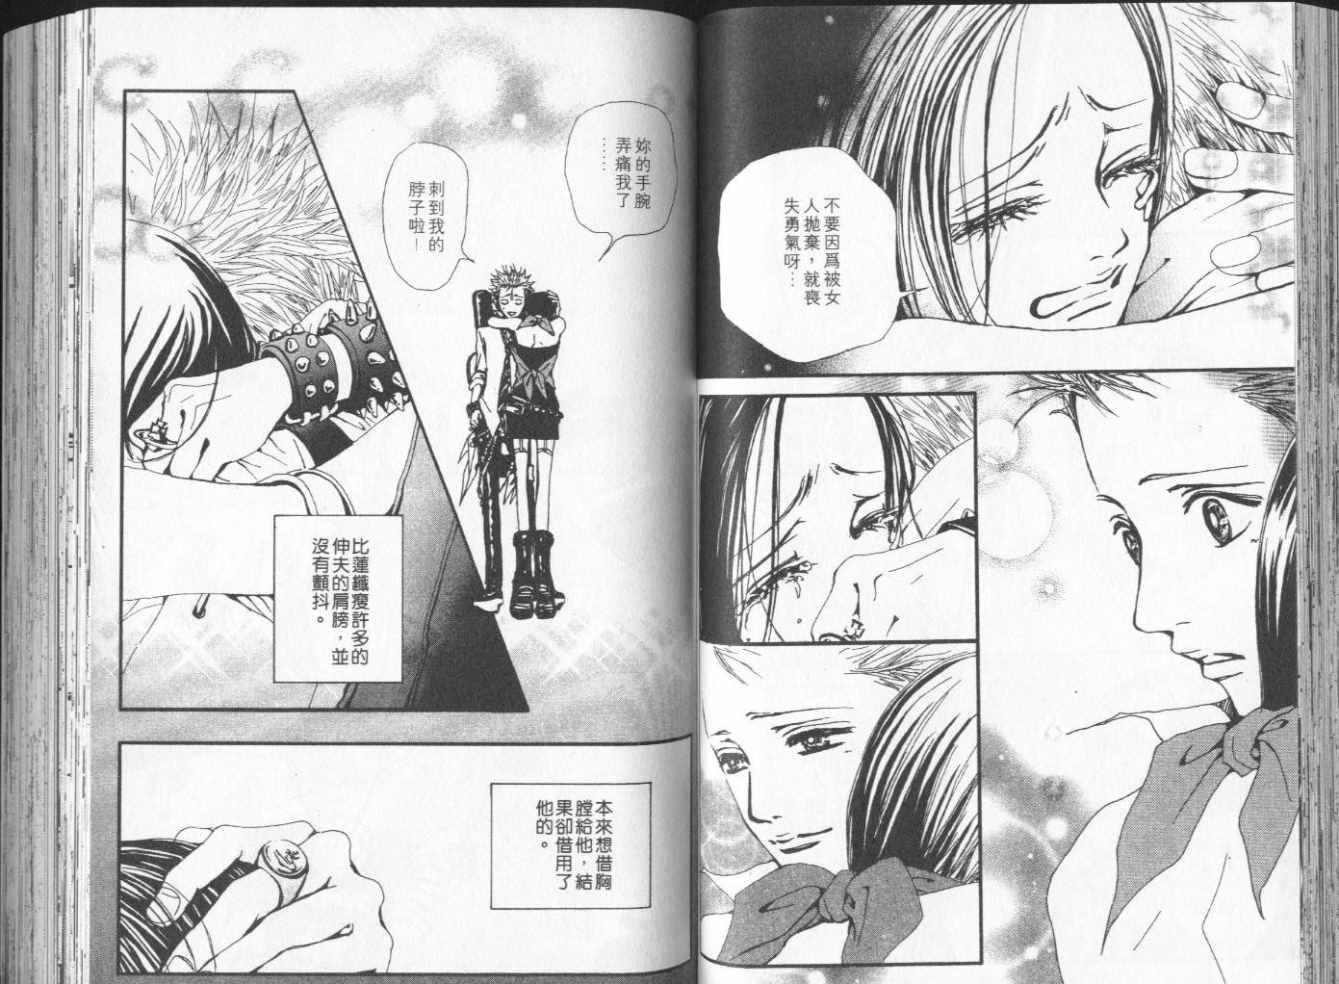 不要因爲被女
人拋棄，就喪
失勇氣呀…
妳的手腕
弄痛我了
……
刺到我的
脖子啦！
比蓮纖瘦許多的
伸夫的肩膀，並
沒有顫抖。
本來想借胸
膛給他，結
果卻借用了
他的。